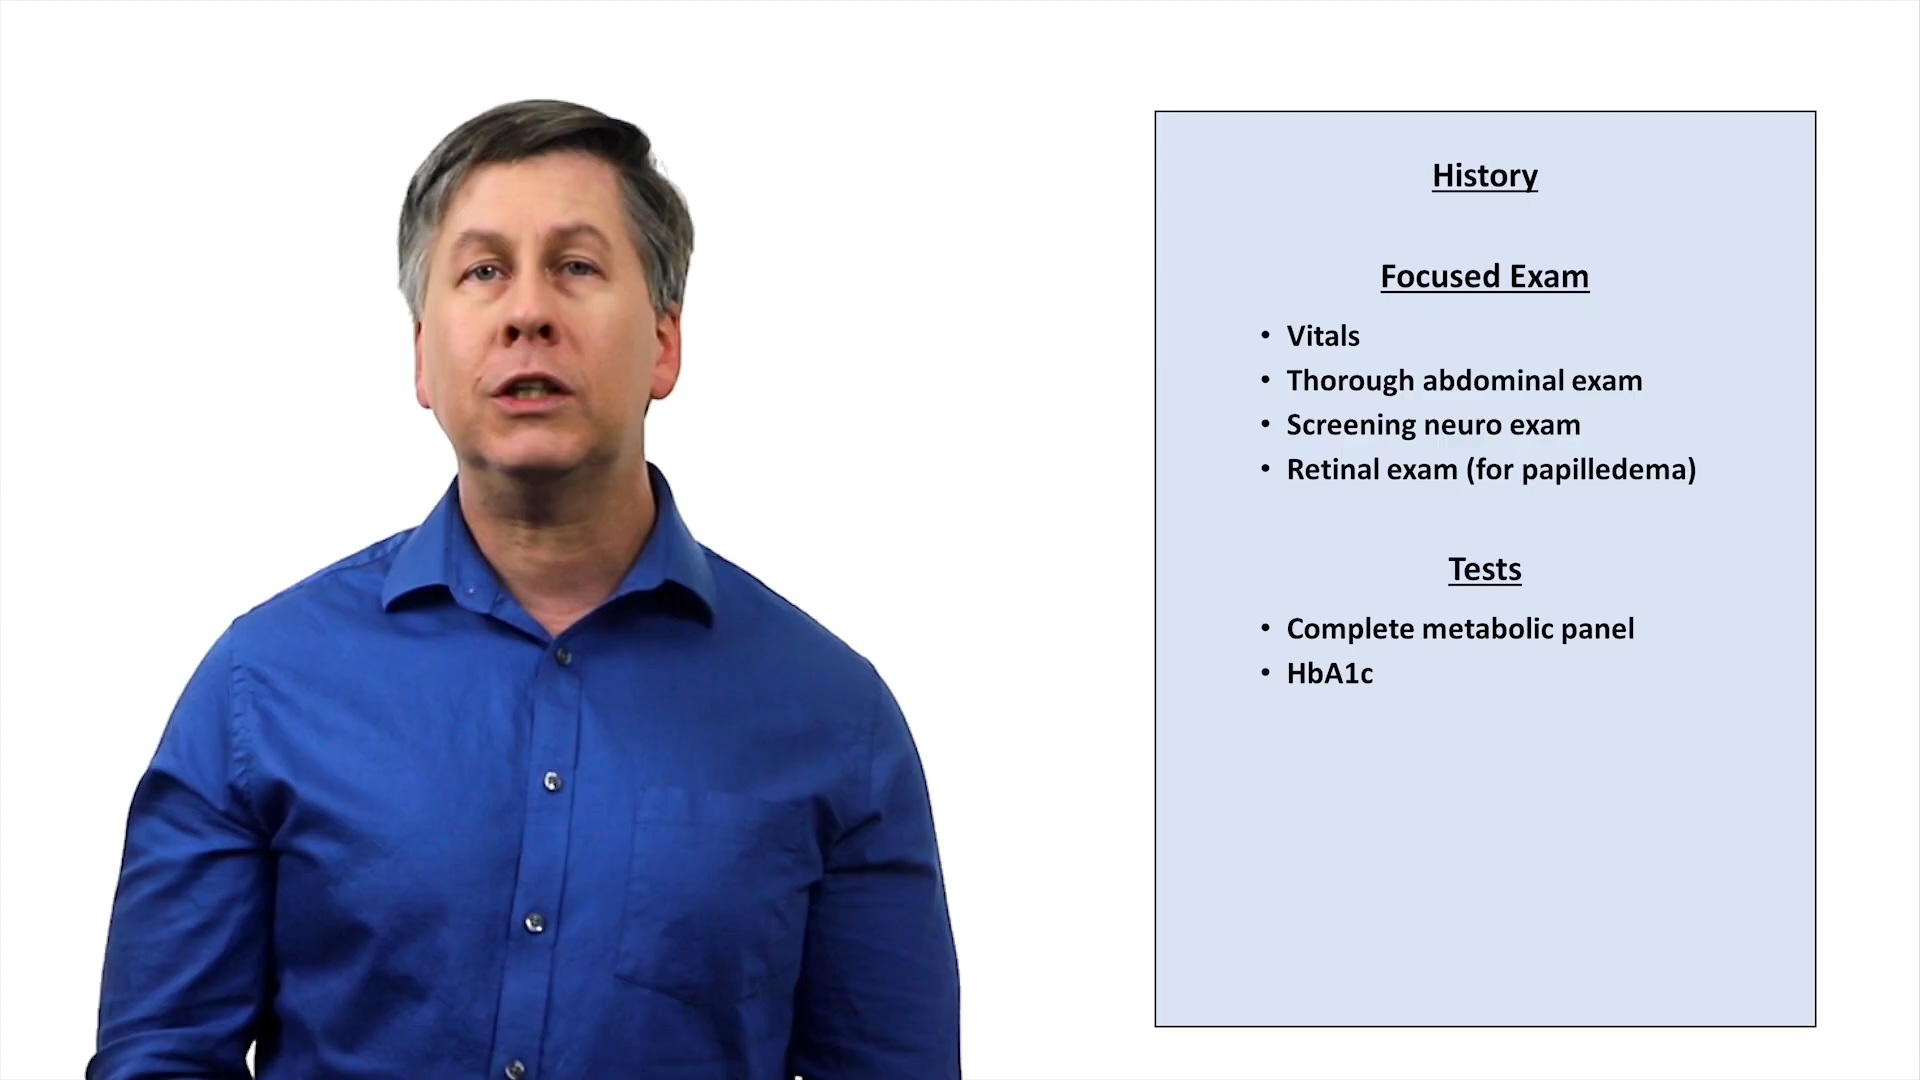 History
Focused Exam
• Vitals
• Thorough abdominal exam
• Screening neuro exam
• Retinal exam (for papilledema)
Tests
• Complete metabolic panel
• HbA1c